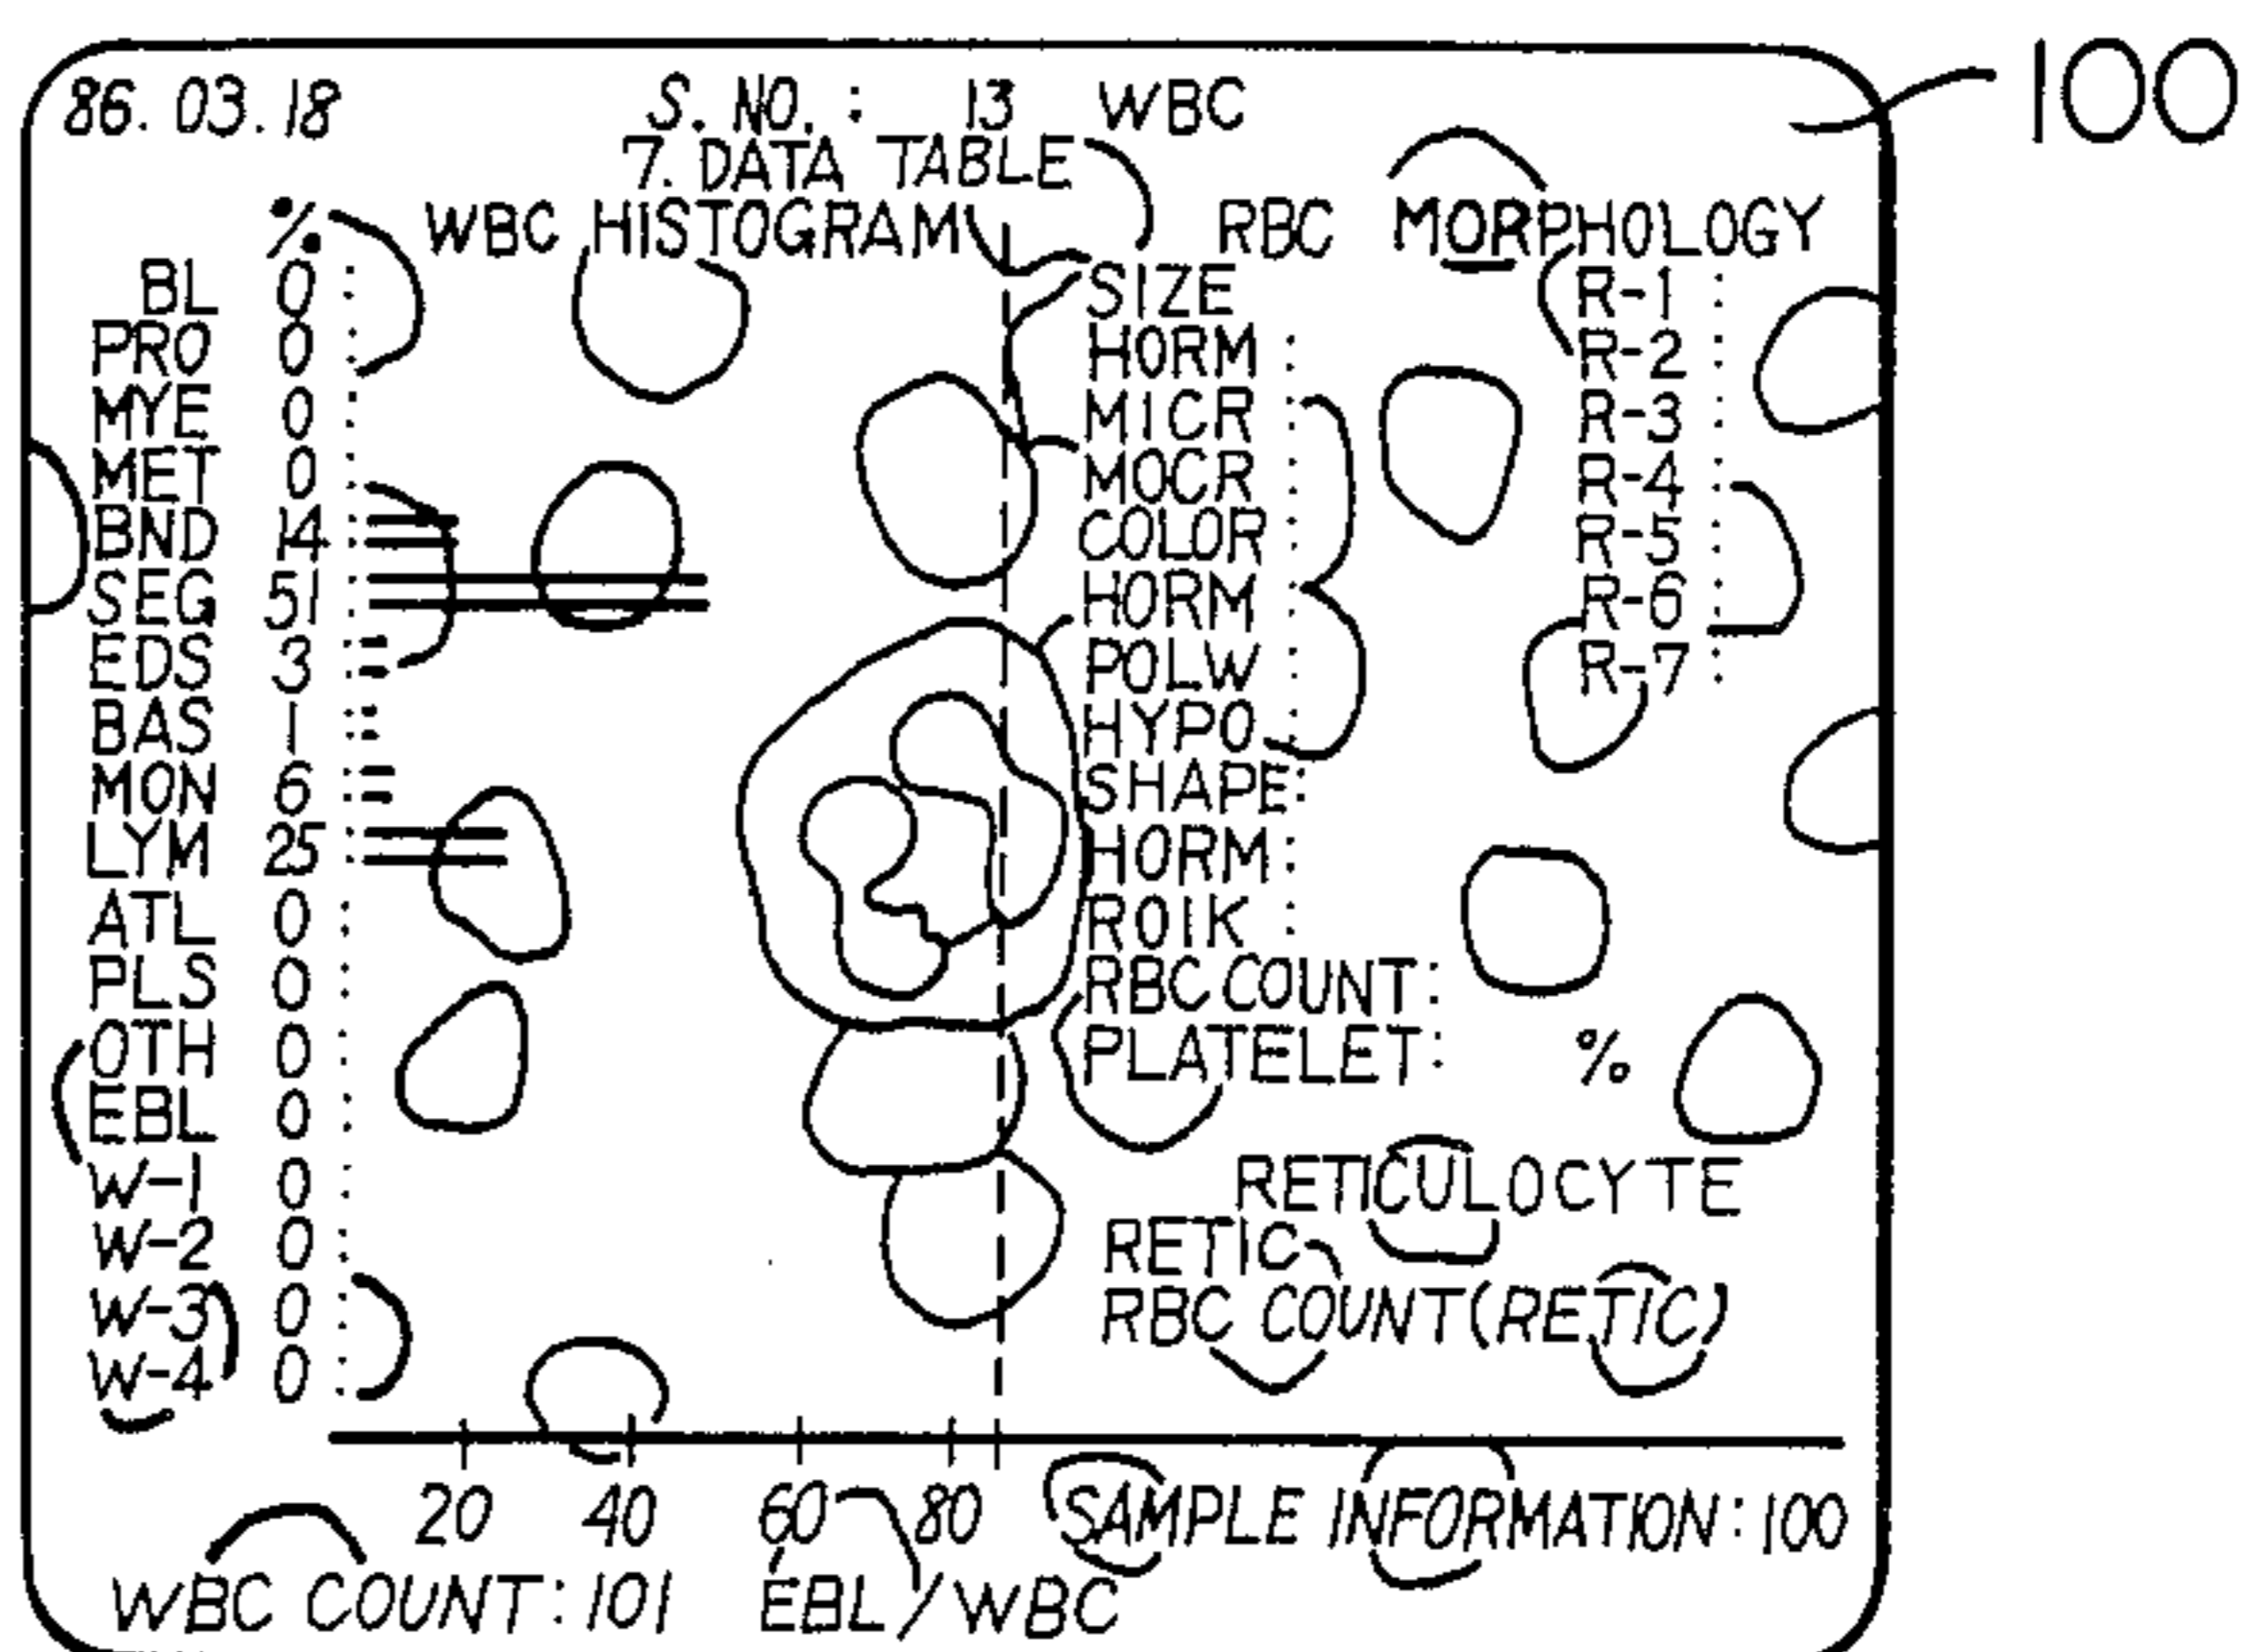 86.03.18 S. NO. : 13 WBC
100
7. DATA TABLE
% WBC HISTOGRAM RBC MORPHOLOGY
BL 0 : SIZE R-1 :
PRO 0 : HORM : R-2 :
MYE 0 : MICR : R-3 :
MET 0 : MOCR : R-4 :
BND 14 : COLOR : R-5 :
SEG 51 : HORM : R-6 :
EDS 3 : POLW : R-7 :
BAS 1 : HYPO :
MON 6 : SHAPE:
LYM 25 : HORM :
ATL 0 : ROIK :
PLS 0 : RBC COUNT:
OTH 0 : PLATELET: %
EBL 0 :
W-1 0 : RETICULOCYTE
W-2 0 : RETIC
W-3 0 : RBC COUNT(RETIC)
W-4 0 :
20 40 60 80 SAMPLE INFORMATION:100
WBC COUNT:101 EBL/WBC